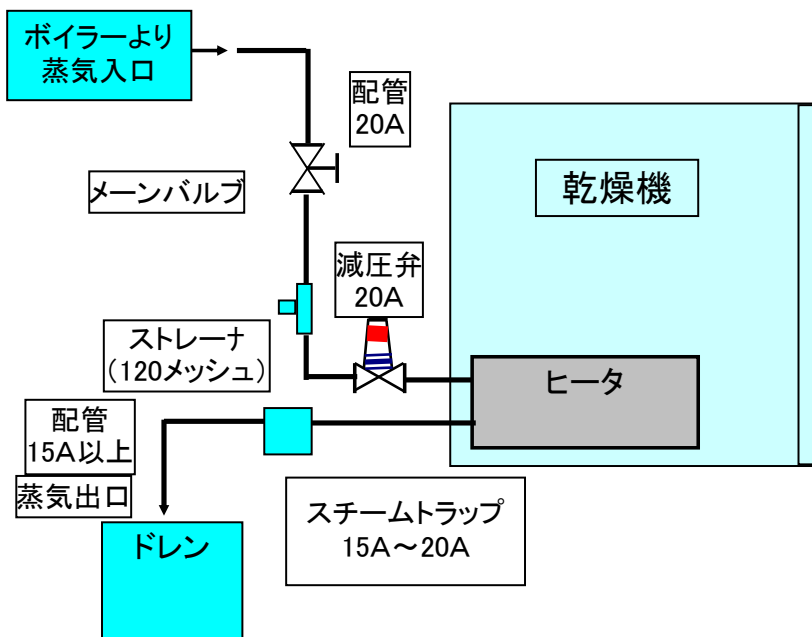 ボイラーより
蒸気入口
配管
20A
メーンバルブ
乾燥機
減圧弁
20A
ストレーナ
(120メッシュ)
ヒータ
配管
15A以上
蒸気出口
スチームトラップ
15A～20A
ドレン